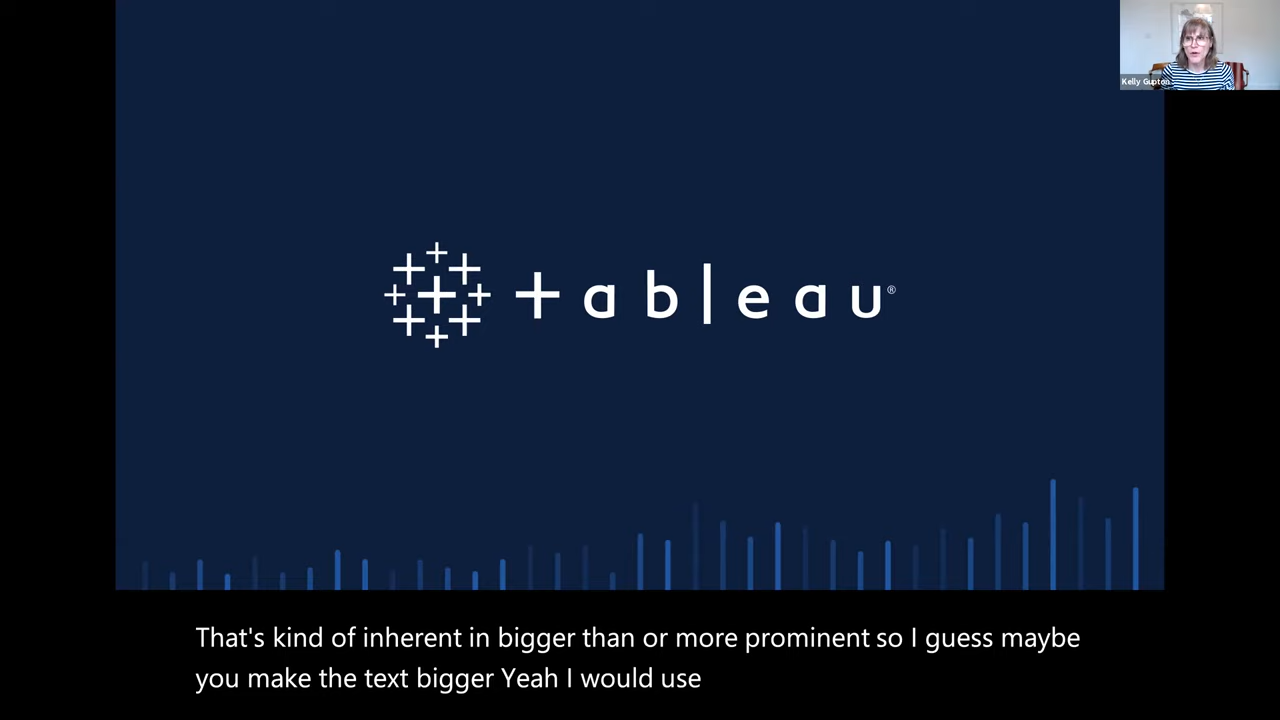 Kelly Gupton
+ableau®
That's kind of inherent in bigger than or more prominent so I guess maybe
you make the text bigger Yeah I would use